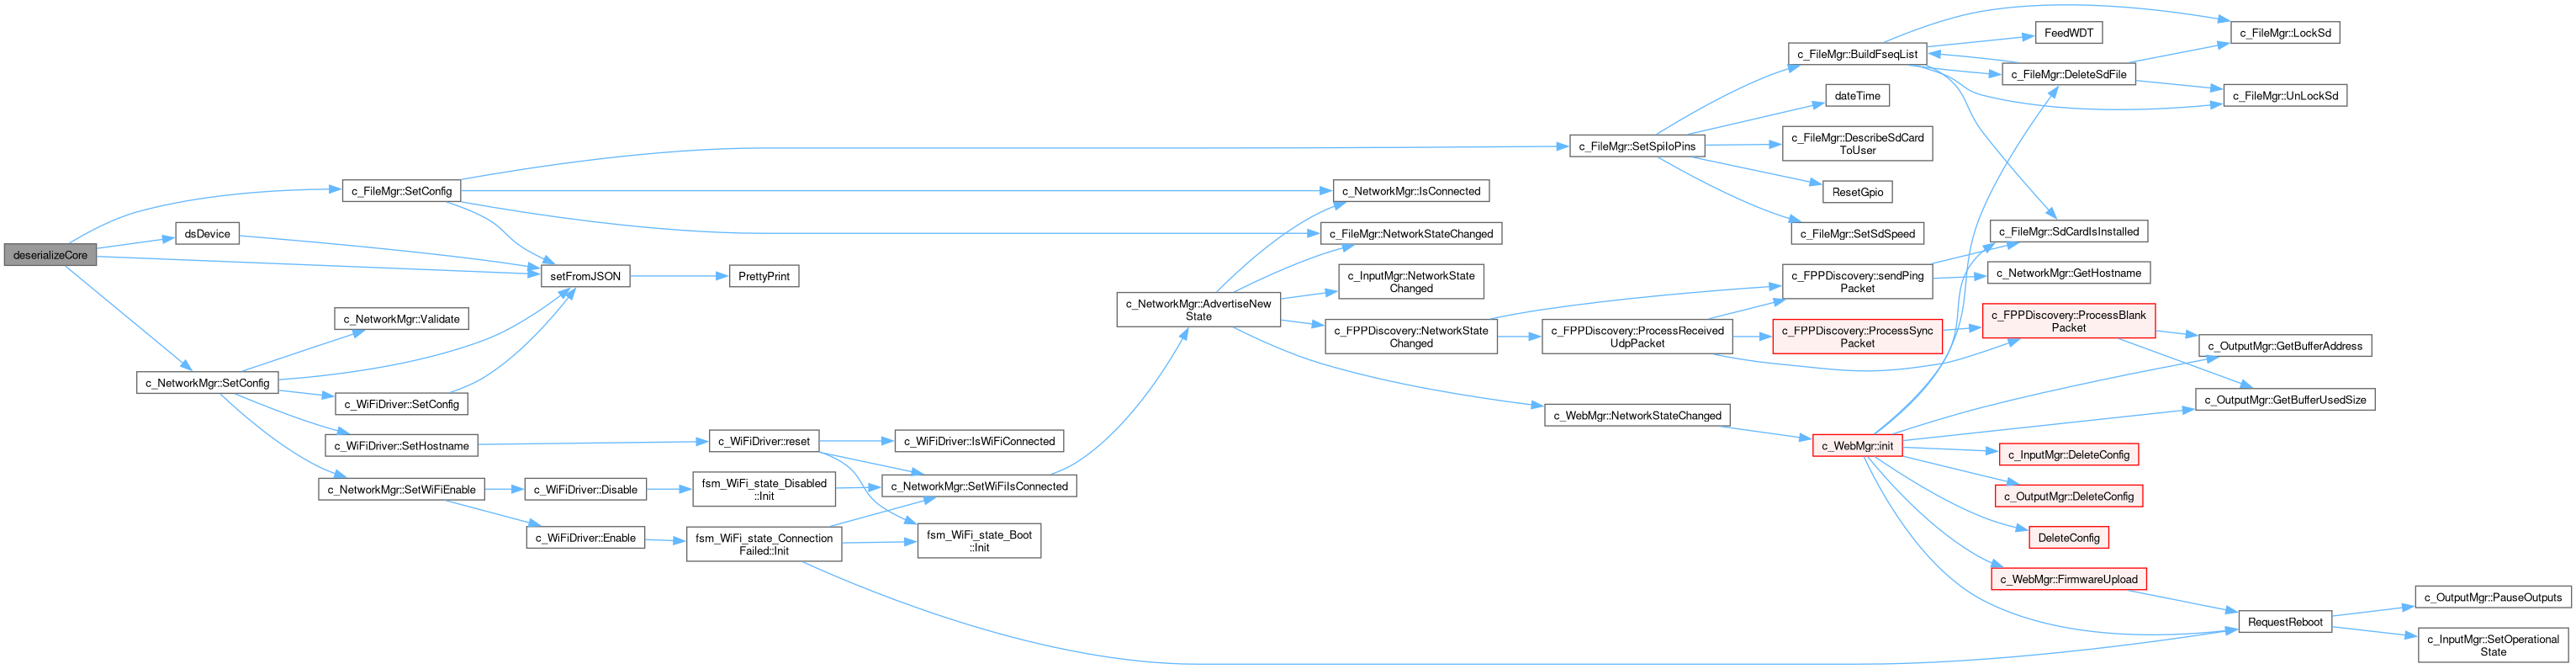 deserializeCore
c_FileMgr::SetConfig
dsDevice
c_NetworkMgr::SetConfig
setFromJSON
PrettyPrint
c_NetworkMgr::Validate
c_WiFiDriver::SetConfig
c_WiFiDriver::SetHostname
c_NetworkMgr::SetWiFiEnable
c_WiFiDriver::reset
c_WiFiDriver::IsWiFiConnected
c_WiFiDriver::Disable
c_WiFiDriver::Enable
fsm_WiFi_state_Disabled
::Init
fsm_WiFi_state_Connection
Failed::Init
c_NetworkMgr::SetWiFiIsConnected
fsm_WiFi_state_Boot
::Init
c_NetworkMgr::AdvertiseNew
State
c_NetworkMgr::IsConnected
c_FileMgr::NetworkStateChanged
c_InputMgr::NetworkState
Changed
c_FPPDiscovery::NetworkState
Changed
c_WebMgr::NetworkStateChanged
c_FileMgr::SetSpiIoPins
c_FPPDiscovery::ProcessReceived
UdpPacket
c_FileMgr::BuildFseqList
dateTime
c_FileMgr::DescribeSdCard
ToUser
ResetGpio
c_FileMgr::SetSdSpeed
c_FPPDiscovery::sendPing
Packet
c_FPPDiscovery::ProcessSync
Packet
c_WebMgr::init
FeedWDT
c_FileMgr::DeleteSdFile
c_FileMgr::SdCardIsInstalled
c_NetworkMgr::GetHostname
c_FPPDiscovery::ProcessBlank
Packet
c_InputMgr::DeleteConfig
c_OutputMgr::DeleteConfig
DeleteConfig
c_WebMgr::FirmwareUpload
c_FileMgr::LockSd
c_FileMgr::UnLockSd
c_OutputMgr::GetBufferAddress
c_OutputMgr::GetBufferUsedSize
RequestReboot
c_OutputMgr::PauseOutputs
c_InputMgr::SetOperational
State